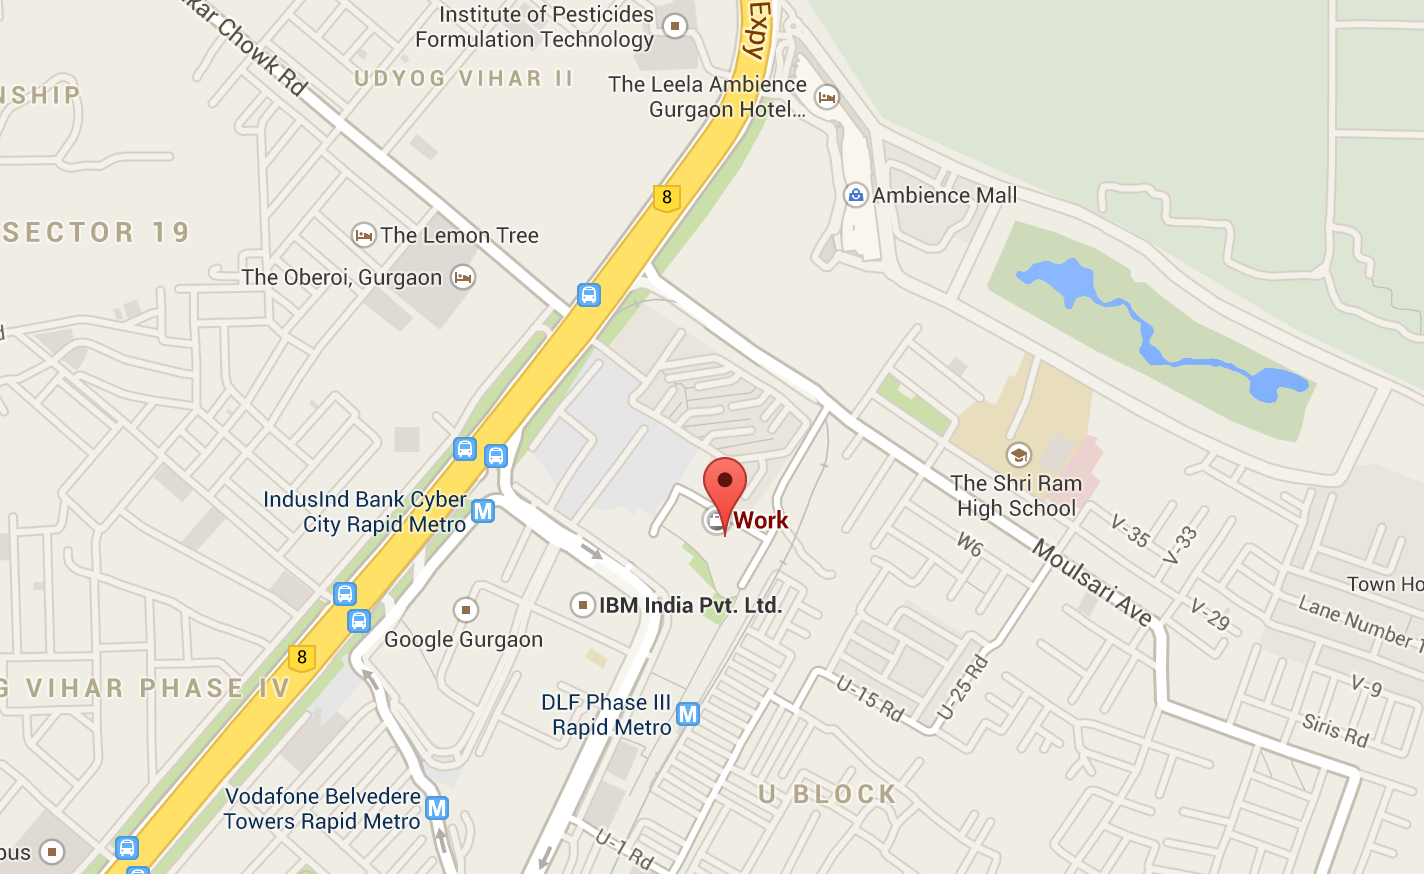 Institute of Pesticides
Formulation Technology
Expy
kar Chowk Rd
UDYOG VIHAR II
The Leela Ambience
Gurgaon Hotel...
NSHIP
8
Ambience Mall
SECTOR 19
The Lemon Tree
The Oberoi, Gurgaon
d
The Shri Ram
High School
IndusInd Bank Cyber
City Rapid Metro
M
Work
V-35
V-33
W6
Moulsari Ave
Town Ho
IBM India Pvt. Ltd.
Google Gurgaon
V-29
Lane Number 1
8
G VIHAR PHASE IV
DLF Phase III
Rapid Metro
M
U-15 Rd
U-25 Rd
V-9
Siris Rd
Vodafone Belvedere
Towers Rapid Metro
M
U BLOCK
U-1 Rd
ous